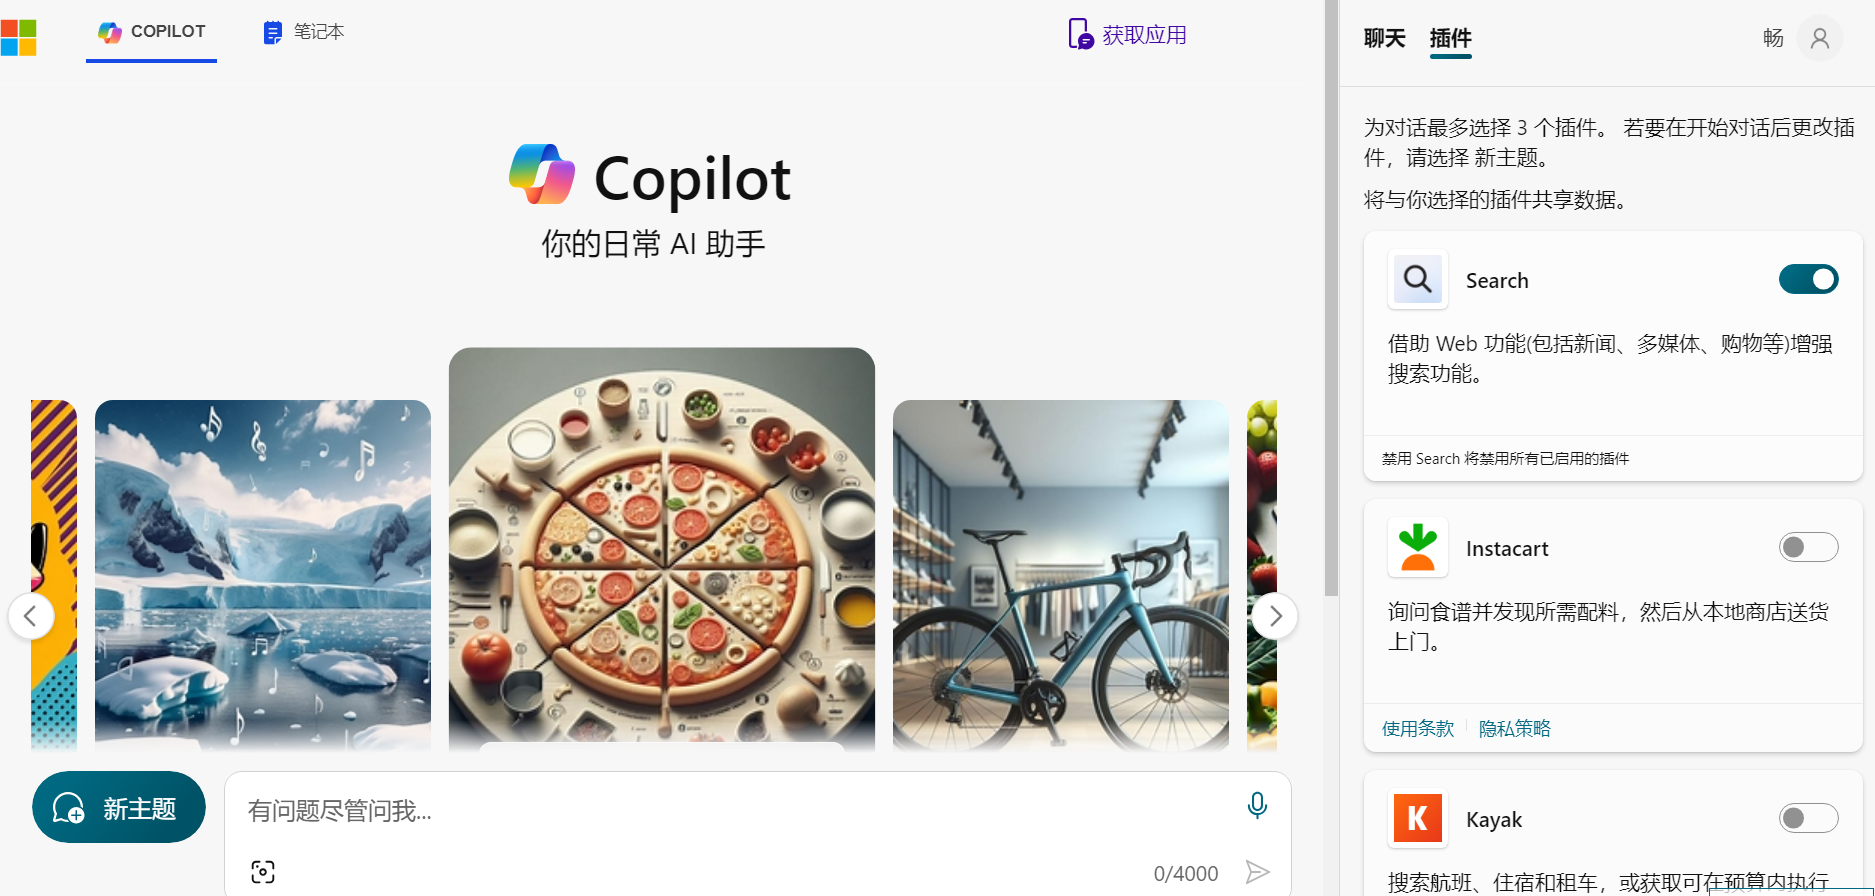 COPILOT
笔记本
获取应用
Copilot
你的日常 AI 助手
新主题
有问题尽管问我...
0/4000
聊天
插件
畅
为对话最多选择 3 个插件。 若要在开始对话后更改插
件，请选择 新主题。
将与你选择的插件共享数据。
Search
借助 Web 功能(包括新闻、多媒体、购物等)增强
搜索功能。
禁用 Search 将禁用所有已启用的插件
Instacart
询问食谱并发现所需配料，然后从本地商店送货
上门。
使用条款
隐私策略
K
Kayak
搜索航班、住宿和租车，或获取可在预算内执行